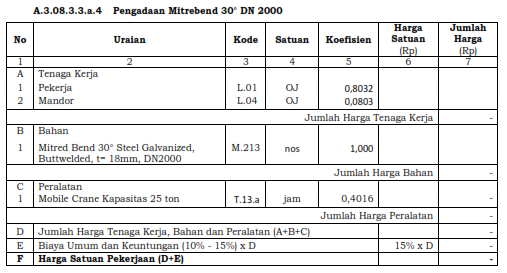 A.3.08.3.3.a.4 Pengadaan Mitrebend 30° DN 2000
No Uraian Kode Satuan Koefisien Harga Satuan (Rp) Jumlah Harga (Rp)
1 2 3 4 5 6 7
A Tenaga Kerja
1 Pekerja L.01 OJ 0,8032
2 Mandor L.04 OJ 0,0803
Jumlah Harga Tenaga Kerja -
B Bahan
1 Mitred Bend 30° Steel Galvanized, Buttwelded, t= 18mm, DN2000 M.213 nos 1,000 -
Jumlah Harga Bahan -
C Peralatan
1 Mobile Crane Kapasitas 25 ton T.13.a jam 0,4016 -
Jumlah Harga Peralatan -
D Jumlah Harga Tenaga Kerja, Bahan dan Peralatan (A+B+C) -
E Biaya Umum dan Keuntungan (10% - 15%) x D 15% x D -
F Harga Satuan Pekerjaan (D+E) -